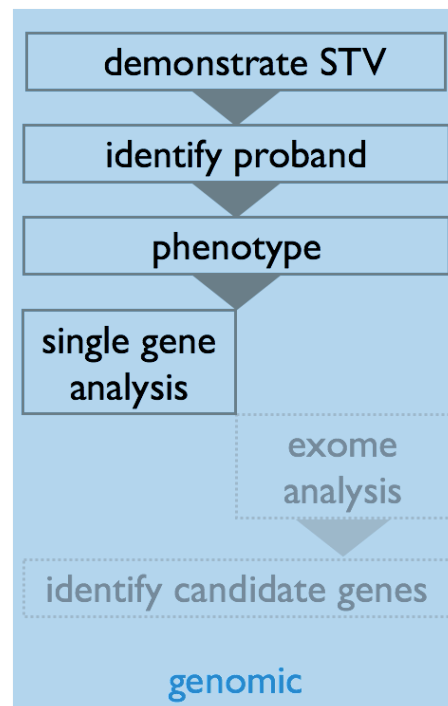 demonstrate STV
identify proband
phenotype
single gene
analysis
exome
analysis
identify candidate genes
genomic